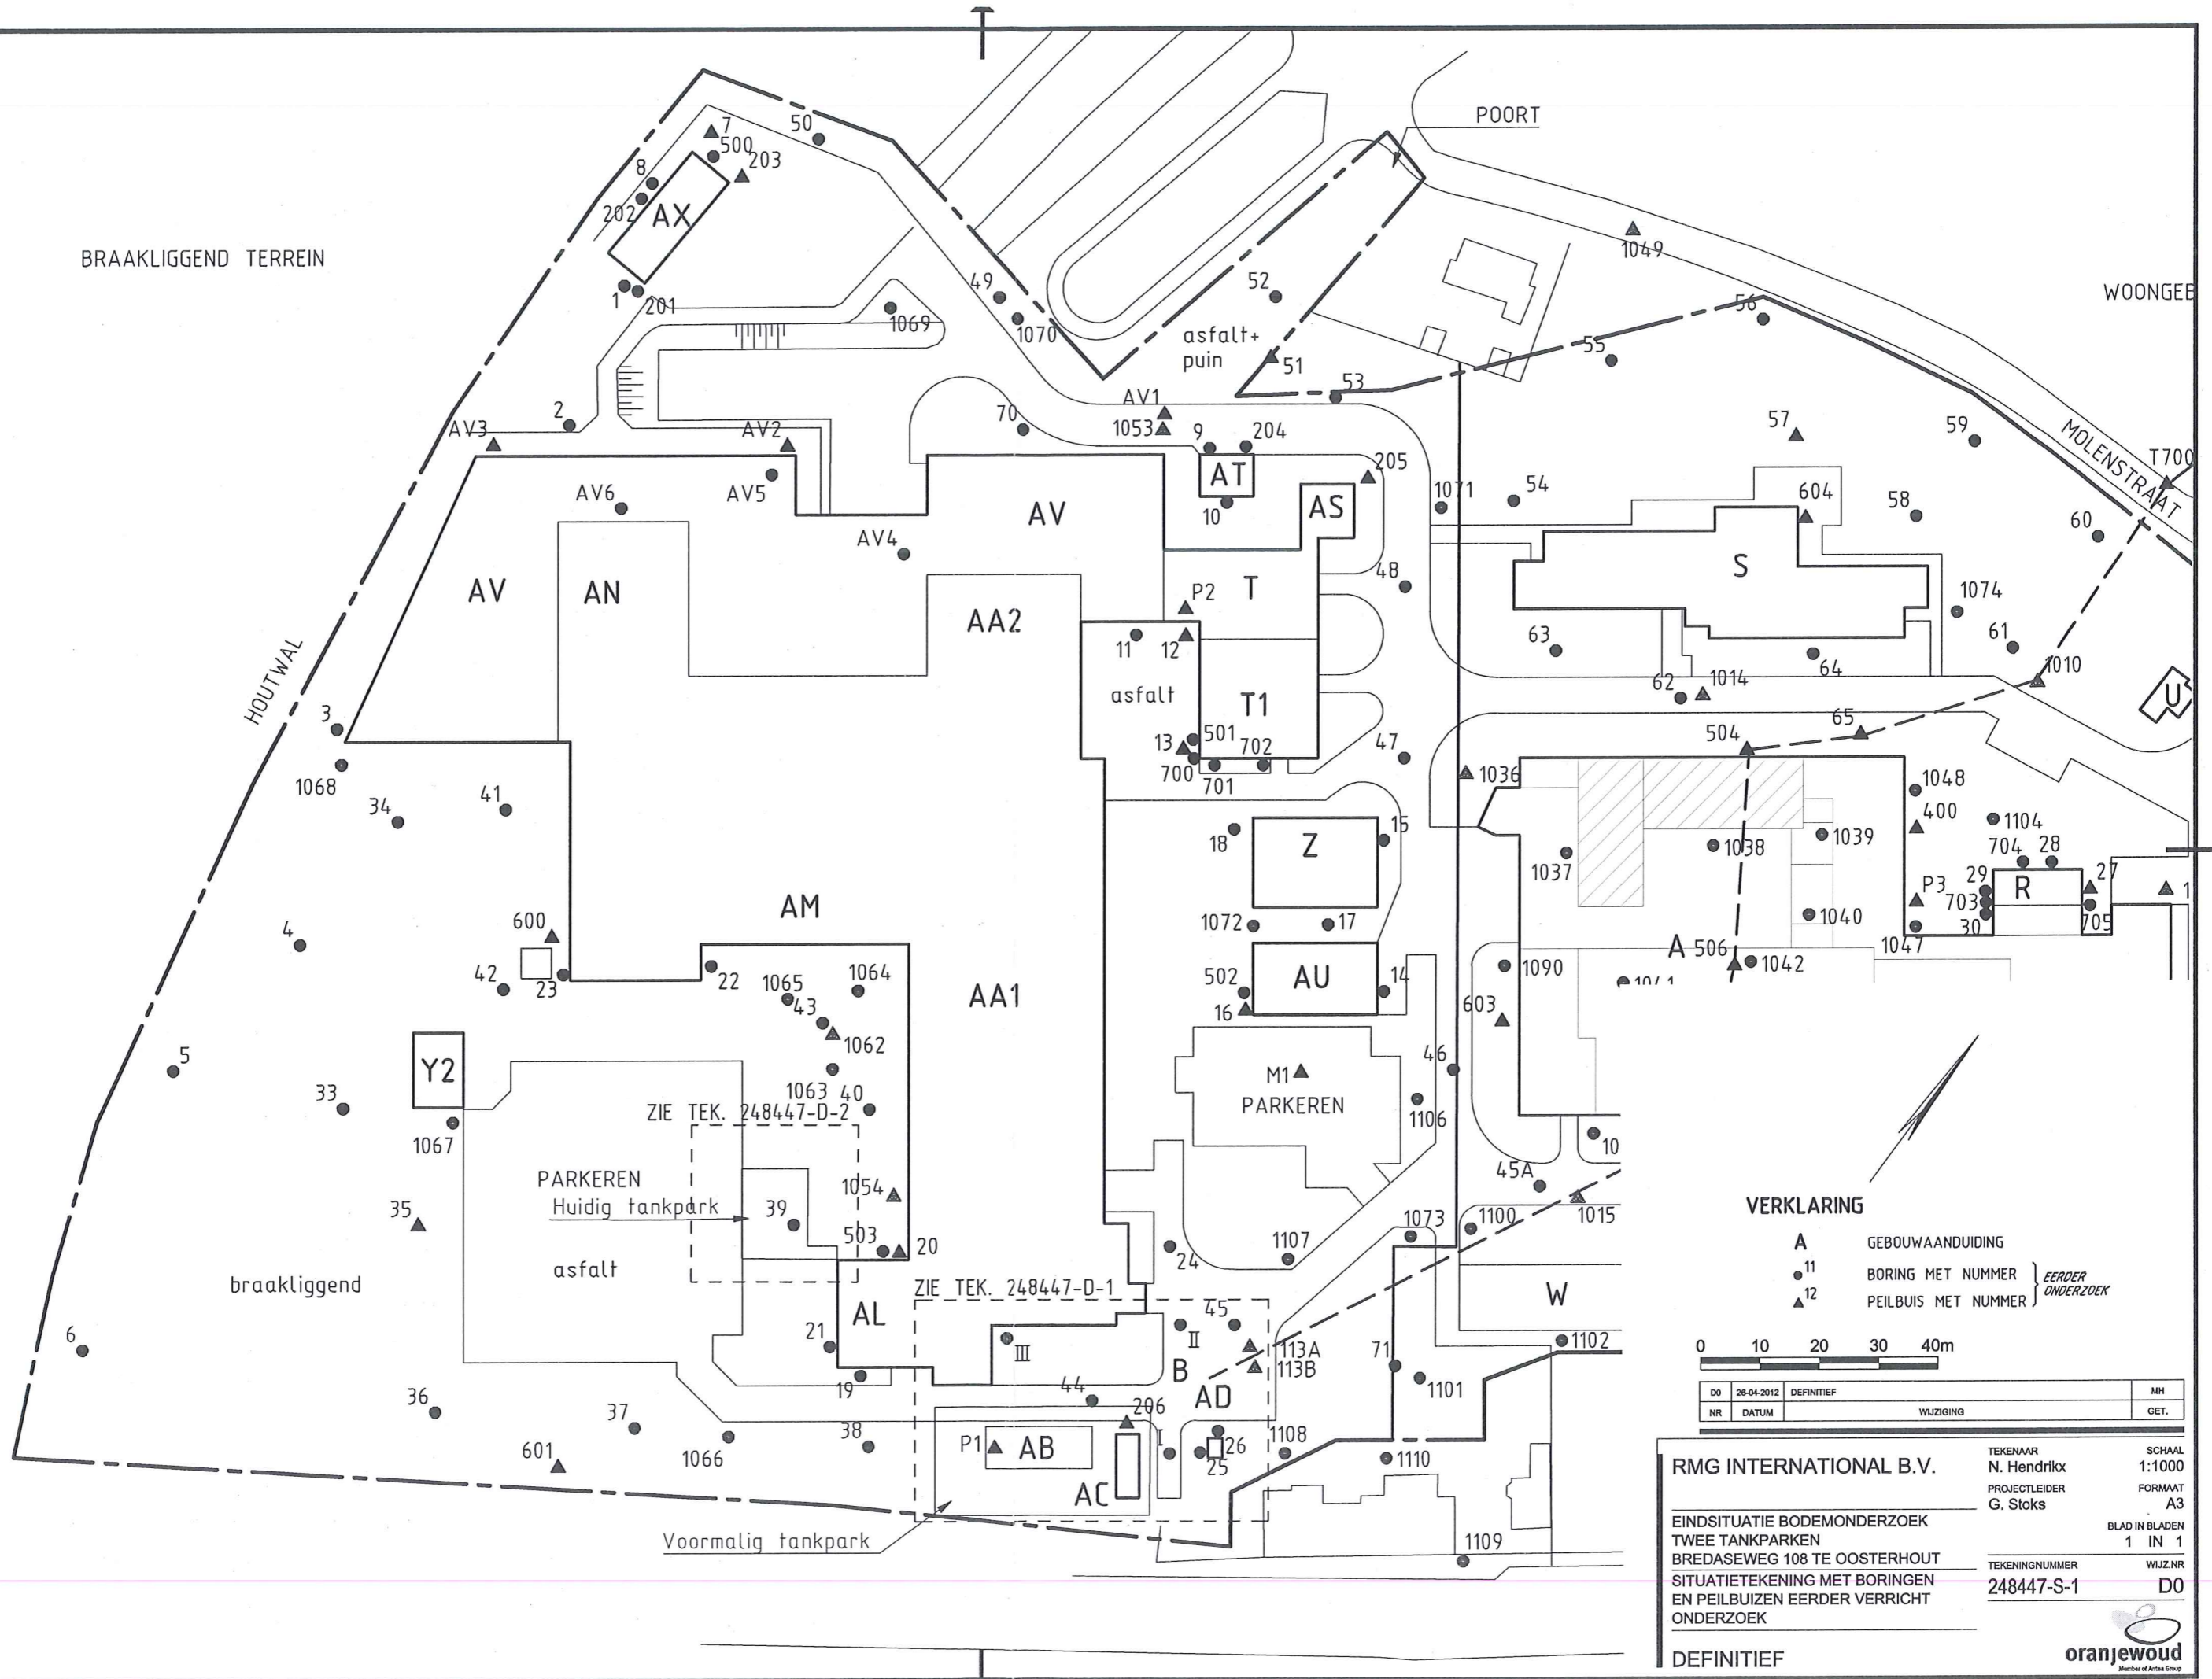 POORT
7
500
203
50
8
202
AX
1
201
BRAAKLIGGEND TERREIN
1049
WOONGEB
49
1070
1069
52
asfalt+
puin
51
53
56
55
2
AV3
AV2
AV1
1053
70
9
204
AT
10
205
AS
57
59
MOLENSTRAAT
T700
AV6
AV5
AV4
AV
1071
54
604
58
60
S
AV
AN
AA2
T
P2
48
11
12
63
64
1074
61
1010
HOUTWAL
asfalt
T1
62
1014
U
3
1068
13
501
702
700
701
47
504
65
1036
34
41
18
Z
15
1048
400
1104
1037
1038
1039
704
28
29
R
27
703
P3
30
705
1
AM
600
1072
17
1040
1047
4
42
23
22
1065
1064
43
AA1
502
AU
14
16
1090
A
506
1042
1041
603
1062
5
Y2
1063
40
M1
PARKEREN
46
33
ZIE TEK. 248447-D-2
1106
1067
10
PARKEREN
Huidig tankpark
1054
39
45A
1015
35
503
20
1073
1100
24
1107
braakliggend
asfalt
ZIE TEK. 248447-D-1
AL
45
W
6
21
III
II
113A
113B
B
71
1102
19
44
AD
1101
36
37
1066
38
206
P1
AB
I
26
25
1108
1110
601
AC
Voormalig tankpark
1109
VERKLARING
A GEBOUWAANDUIDING
11 BORING MET NUMMER
12 PEILBUIS MET NUMMER
EERDER
ONDERZOEK
0 10 20 30 40m
D0 26-04-2012 DEFINITIEF MH
NR DATUM WIJZIGING GET.
RMG INTERNATIONAL B.V.
TEKENAAR
N. Hendrikx
SCHAAL
1:1000
PROJECTLEIDER
G. Stoks
FORMAAT
A3
EINDSITUATIE BODEMONDERZOEK
TWEE TANKPARKEN
BREDASEWEG 108 TE OOSTERHOUT
BLAD IN BLADEN
1 IN 1
SITUATIETEKENING MET BORINGEN
EN PEILBUIZEN EERDER VERRICHT
ONDERZOEK
TEKENINGNUMMER
248447-S-1
WIJZ.NR
D0
DEFINITIEF
oranjewoud
Member of Antea Group